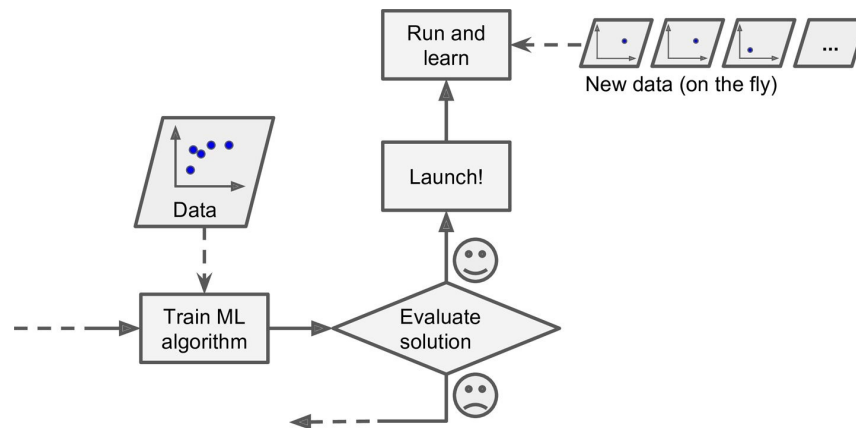 Run and
learn
...
New data (on the fly)
Launch!
Data
Train ML
algorithm
Evaluate
solution